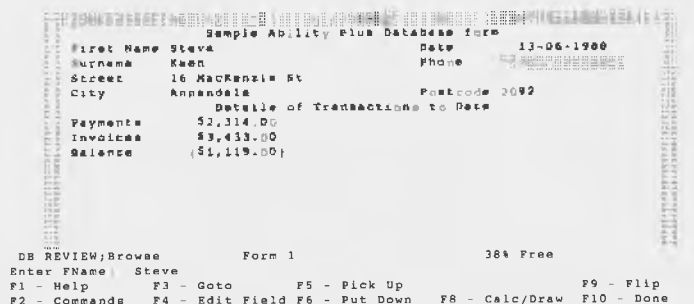 Sample Ability Plus Database form
First Name Steve Date 13-06-1988
Surname Keen Phone
Street 16 MacKenzie St
City Annandale Postcode 2092
Details of Transactions to Date
Payments $2,314.00
Invoices $3,433.00
Balance ($1,119.00)
DB REVIEW;Browse Form 1 38% Free
Enter FName Steve
F1 - Help F3 - Goto F5 - Pick Up F9 - Flip
F2 - Commands F4 - Edit Field F6 - Put Down F8 - Calc/Draw F10 - Done